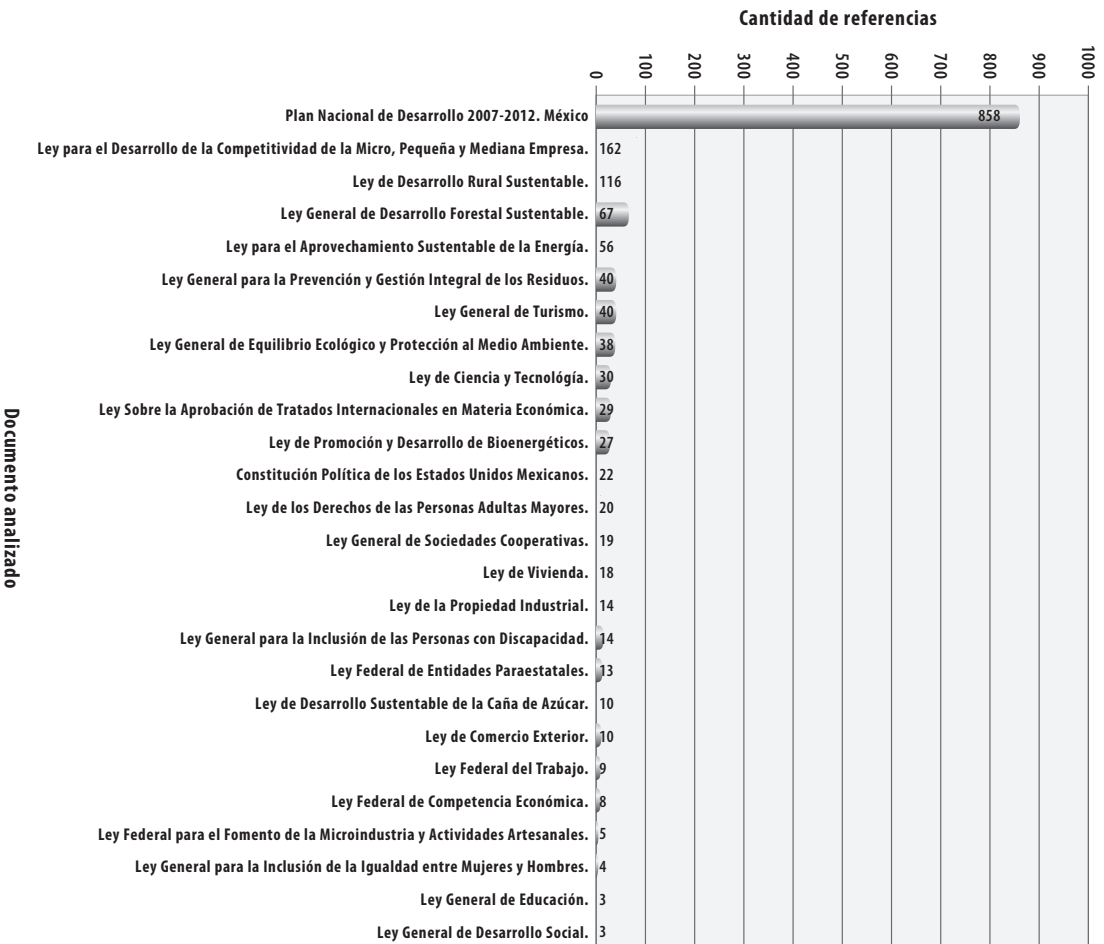 Cantidad de referencias
0 100 200 300 400 500 600 700 800 900 1000
Documento analizado
Plan Nacional de Desarrollo 2007-2012. México 858
Ley para el Desarrollo de la Competitividad de la Micro, Pequeña y Mediana Empresa. 162
Ley de Desarrollo Rural Sustentable. 116
Ley General de Desarrollo Forestal Sustentable. 67
Ley para el Aprovechamiento Sustentable de la Energía. 56
Ley General para la Prevención y Gestión Integral de los Residuos. 40
Ley General de Turismo. 40
Ley General de Equilibrio Ecológico y Protección al Medio Ambiente. 38
Ley de Ciencia y Tecnológía. 30
Ley Sobre la Aprobación de Tratados Internacionales en Materia Económica. 29
Ley de Promoción y Desarrollo de Bioenergéticos. 27
Constitución Política de los Estados Unidos Mexicanos. 22
Ley de los Derechos de las Personas Adultas Mayores. 20
Ley General de Sociedades Cooperativas. 19
Ley de Vivienda. 18
Ley de la Propiedad Industrial. 14
Ley General para la Inclusión de las Personas con Discapacidad. 14
Ley Federal de Entidades Paraestatales. 13
Ley de Desarrollo Sustentable de la Caña de Azúcar. 10
Ley de Comercio Exterior. 10
Ley Federal del Trabajo. 9
Ley Federal de Competencia Económica. 8
Ley Federal para el Fomento de la Microindustria y Actividades Artesanales. 5
Ley General para la Inclusión de la Igualdad entre Mujeres y Hombres. 4
Ley General de Educación. 3
Ley General de Desarrollo Social. 3